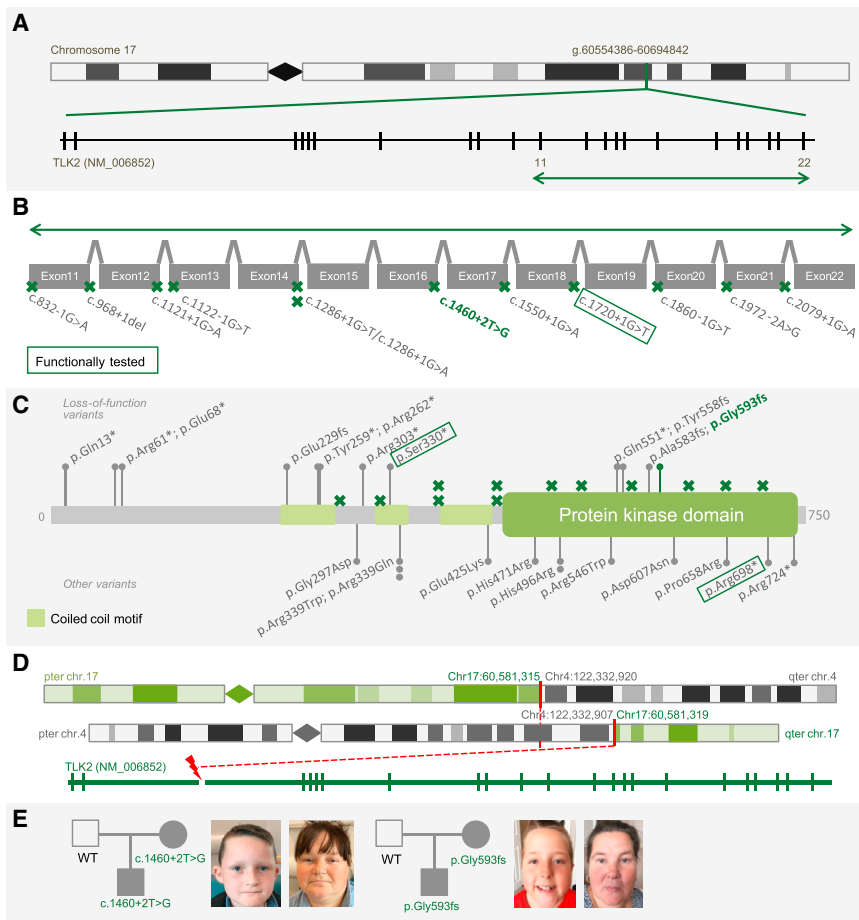 A
Chromosome 17
g.60554386-60694842
TLK2 (NM_006852)
11
22
B
Exon11
Exon12
Exon13
Exon14
Exon15
Exon16
Exon17
Exon18
Exon19
Exon20
Exon21
Exon22
c.832-1G>A
c.968+1del
c.1121+1G>A
c.1122-1G>T
c.1286+1G>T/c.1286+1G>A
c.1460+2T>G
c.1550+1G>A
c.1720+1G>T
c.1860-1G>T
c.1972-2A>G
c.2079+1G>A
Functionally tested
C
Loss-of-function
variants
p.Gln13*
p.Arg61*; p.Glu68*
p.Glu229fs
p.Tyr259*; p.Arg262*
p.Arg303*
p.Ser330*
p.Gln551*; p.Tyr558fs
p.Ala583fs; p.Gly593fs
0
Protein kinase domain
750
p.Gly297Asp
p.Arg339Trp; p.Arg339Gln
p.Glu425Lys
p.His471Arg
p.His496Arg
p.Arg546Trp
p.Asp607Asn
p.Pro658Arg
p.Arg698*
p.Arg724*
Other variants
Coiled coil motif
D
pter chr.17
Chr17:60,581,315
Chr4:122,332,920
qter chr.4
pter chr.4
Chr4:122,332,907
Chr17:60,581,319
qter chr.17
TLK2 (NM_006852)
E
WT
c.1460+2T>G
c.1460+2T>G
WT
p.Gly593fs
p.Gly593fs